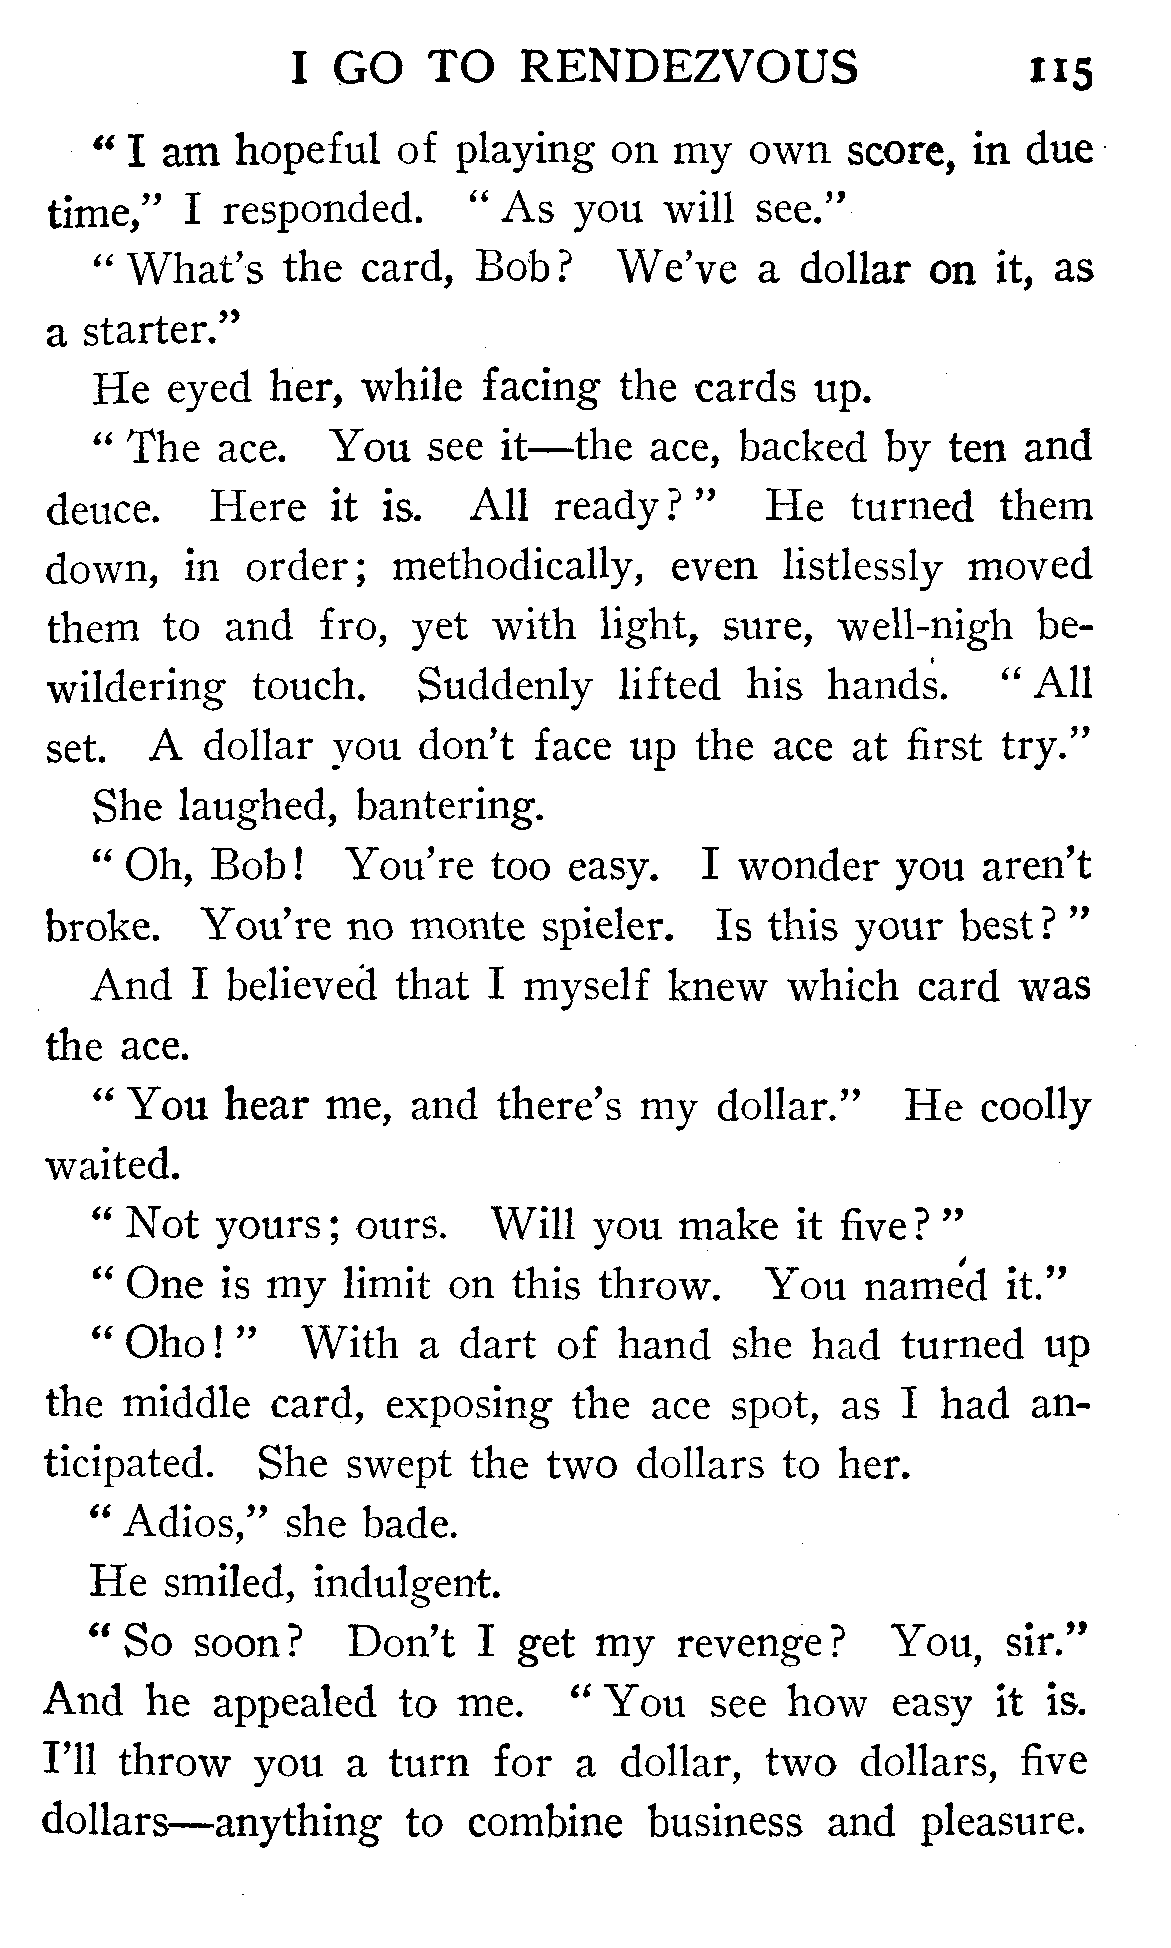 I GO TO RENDEZVOUS 115
“ I am hopeful of playing on my own score, in due
time,” I responded. “ As you will see.”
“ What's the card, Bob? We've a dollar on it, as
a starter.”
He eyed her, while facing the cards up.
“ The ace. You see it—the ace, backed by ten and
deuce. Here it is. All ready? ” He turned them
down, in order; methodically, even listlessly moved
them to and fro, yet with light, sure, well-nigh be-
wildering touch. Suddenly lifted his hands. “ All
set. A dollar you don't face up the ace at first try.”
She laughed, bantering.
“ Oh, Bob! You're too easy. I wonder you aren't
broke. You're no monte spieler. Is this your best? ”
And I believed that I myself knew which card was
the ace.
“ You hear me, and there's my dollar.” He coolly
waited.
“ Not yours; ours. Will you make it five? ”
“ One is my limit on this throw. You named it.”
“ Oho! ” With a dart of hand she had turned up
the middle card, exposing the ace spot, as I had an-
ticipated. She swept the two dollars to her.
“ Adios,” she bade.
He smiled, indulgent.
“ So soon? Don't I get my revenge? You, sir.”
And he appealed to me. “ You see how easy it is.
I'll throw you a turn for a dollar, two dollars, five
dollars—anything to combine business and pleasure.